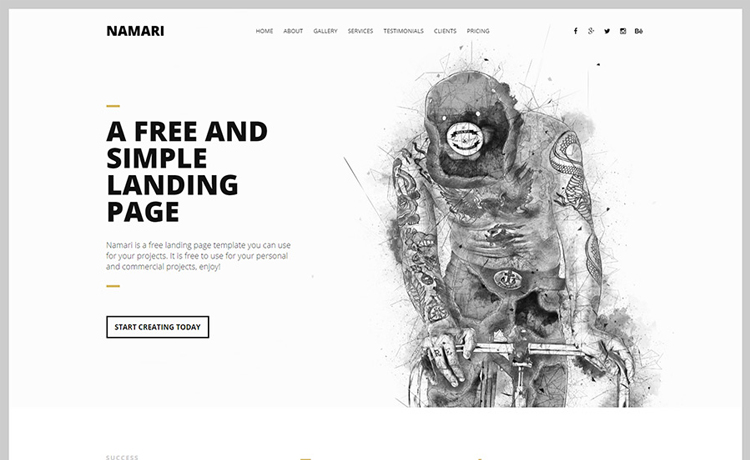 NAMARI
HOME ABOUT GALLERY SERVICES TESTIMONIALS CLIENTS PRICING
A FREE AND
SIMPLE
LANDING
PAGE
Namari is a free landing page template you can use
for your projects. It is free to use for your personal
and commercial projects, enjoy!
START CREATING TODAY
SUCCESS